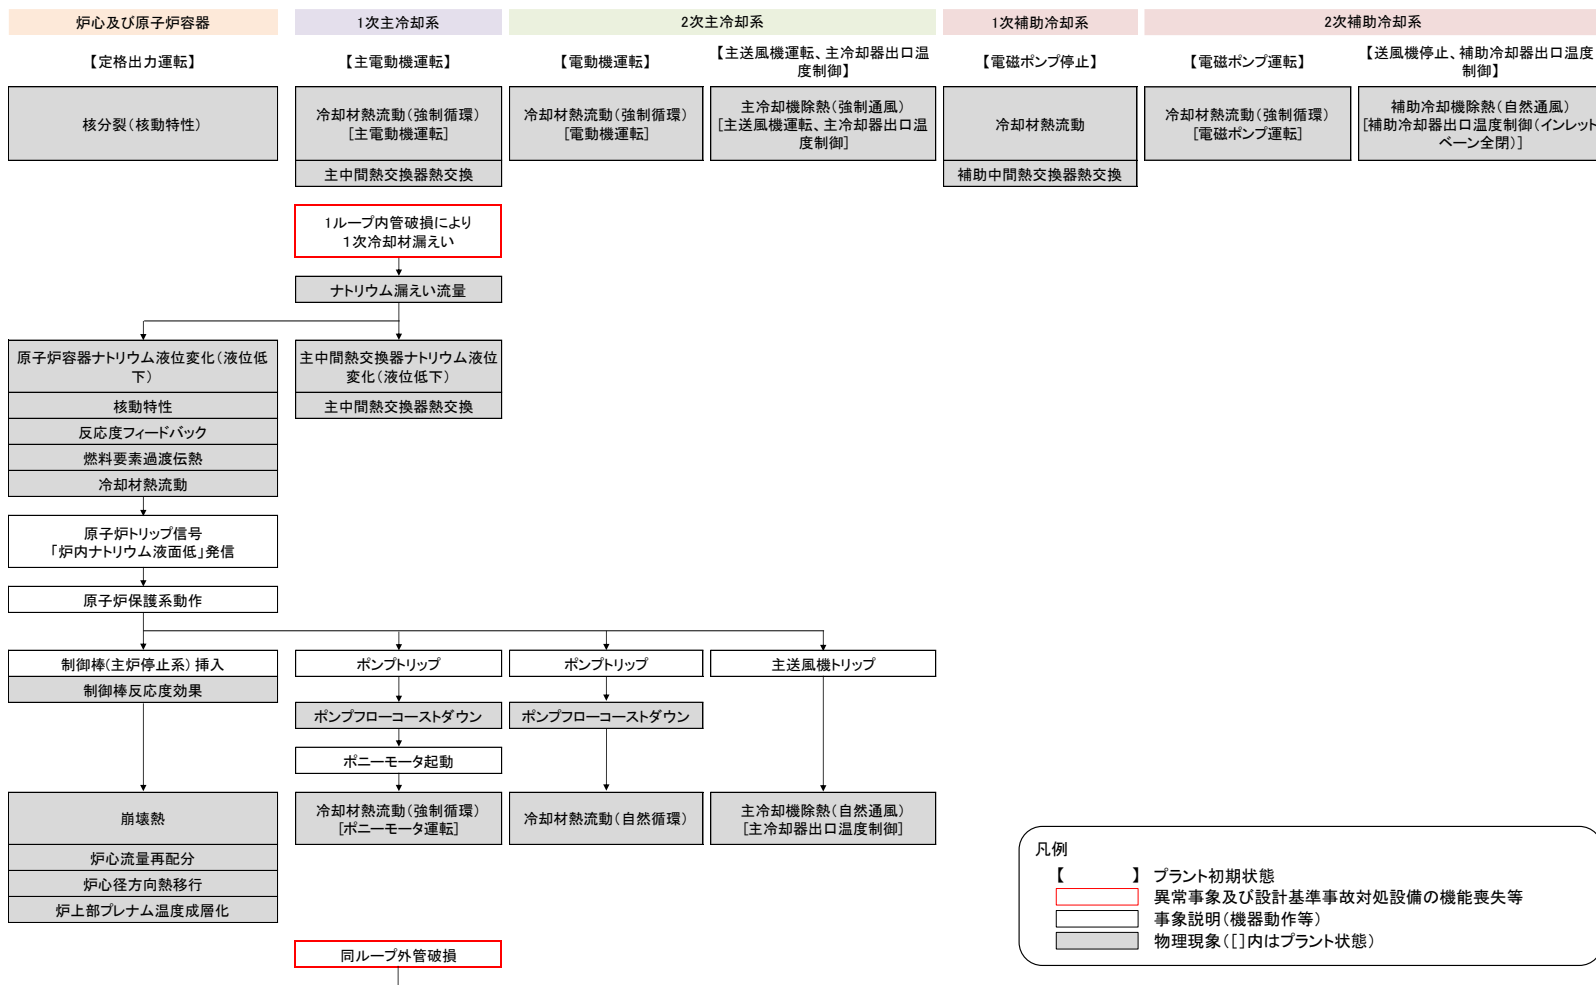 炉心及び原子炉容器
1次主冷却系
2次主冷却系
1次補助冷却系
2次補助冷却系
【定格出力運転】
【主電動機運転】
【電動機運転】
【主送風機運転、主冷却器出口温
度制御】
【電磁ポンプ停止】
【電磁ポンプ運転】
【送風機停止、補助冷却器出口温度
制御】
核分裂(核動特性)
冷却材熱流動(強制循環)
[主電動機運転]
冷却材熱流動(強制循環)
[電動機運転]
主冷却機除熱(強制通風)
[主送風機運転、主冷却器出口温
度制御]
冷却材熱流動
冷却材熱流動(強制循環)
[電磁ポンプ運転]
補助冷却機除熱(自然通風)
[補助冷却器出口温度制御(インレット
ベーン全閉)]
主中間熱交換器熱交換
補助中間熱交換器熱交換
1ループ内管破損により
1次冷却材漏えい
ナトリウム漏えい流量
原子炉容器ナトリウム液位変化(液位低
下)
主中間熱交換器ナトリウム液位
変化(液位低下)
核動特性
主中間熱交換器熱交換
反応度フィードバック
燃料要素過渡伝熱
冷却材熱流動
原子炉トリップ信号
「炉内ナトリウム液面低」発信
原子炉保護系動作
制御棒(主炉停止系)挿入
ポンプトリップ
ポンプトリップ
主送風機トリップ
制御棒反応度効果
ポンプフローコーストダウン
ポンプフローコーストダウン
ポニーモータ起動
崩壊熱
冷却材熱流動(強制循環)
[ポニーモータ運転]
冷却材熱流動(自然循環)
主冷却機除熱(自然通風)
[主冷却器出口温度制御]
炉心流量再配分
炉心径方向熱移行
炉上部プレナム温度成層化
同ループ外管破損
凡例
【 】 プラント初期状態
異常事象及び設計基準事故対処設備の機能喪失等
事象説明(機器動作等)
物理現象([]内はプラント状態)